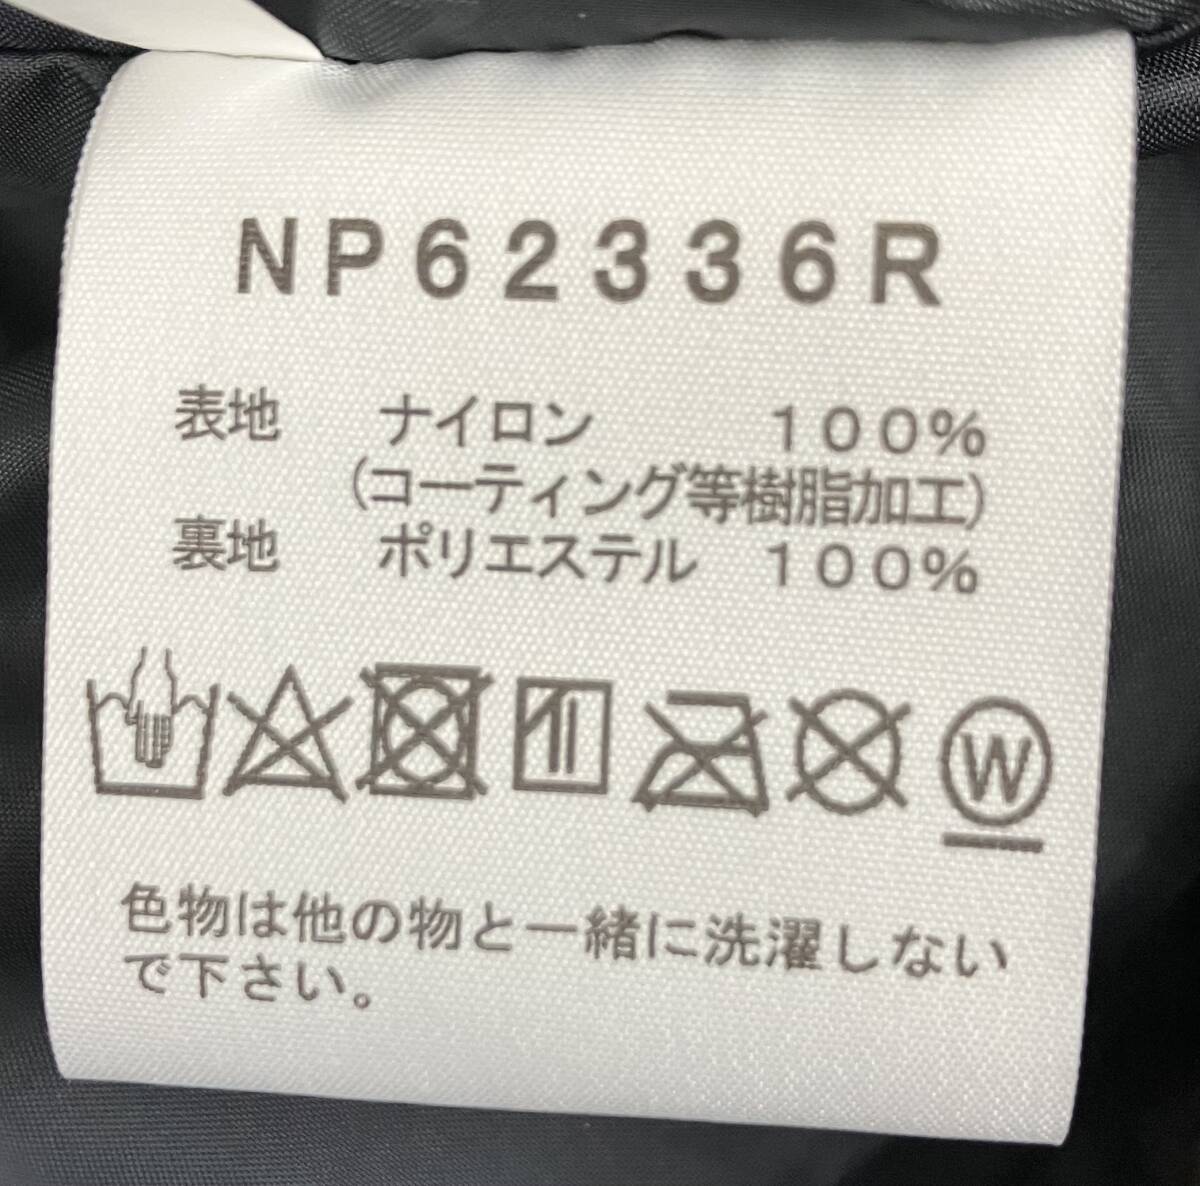 NP62336R
表地 ナイロン 100%
(コーティング等樹脂加工)
裏地 ポリエステル 100%
W
色物は他の物と一緒に洗濯しない
で下さい。